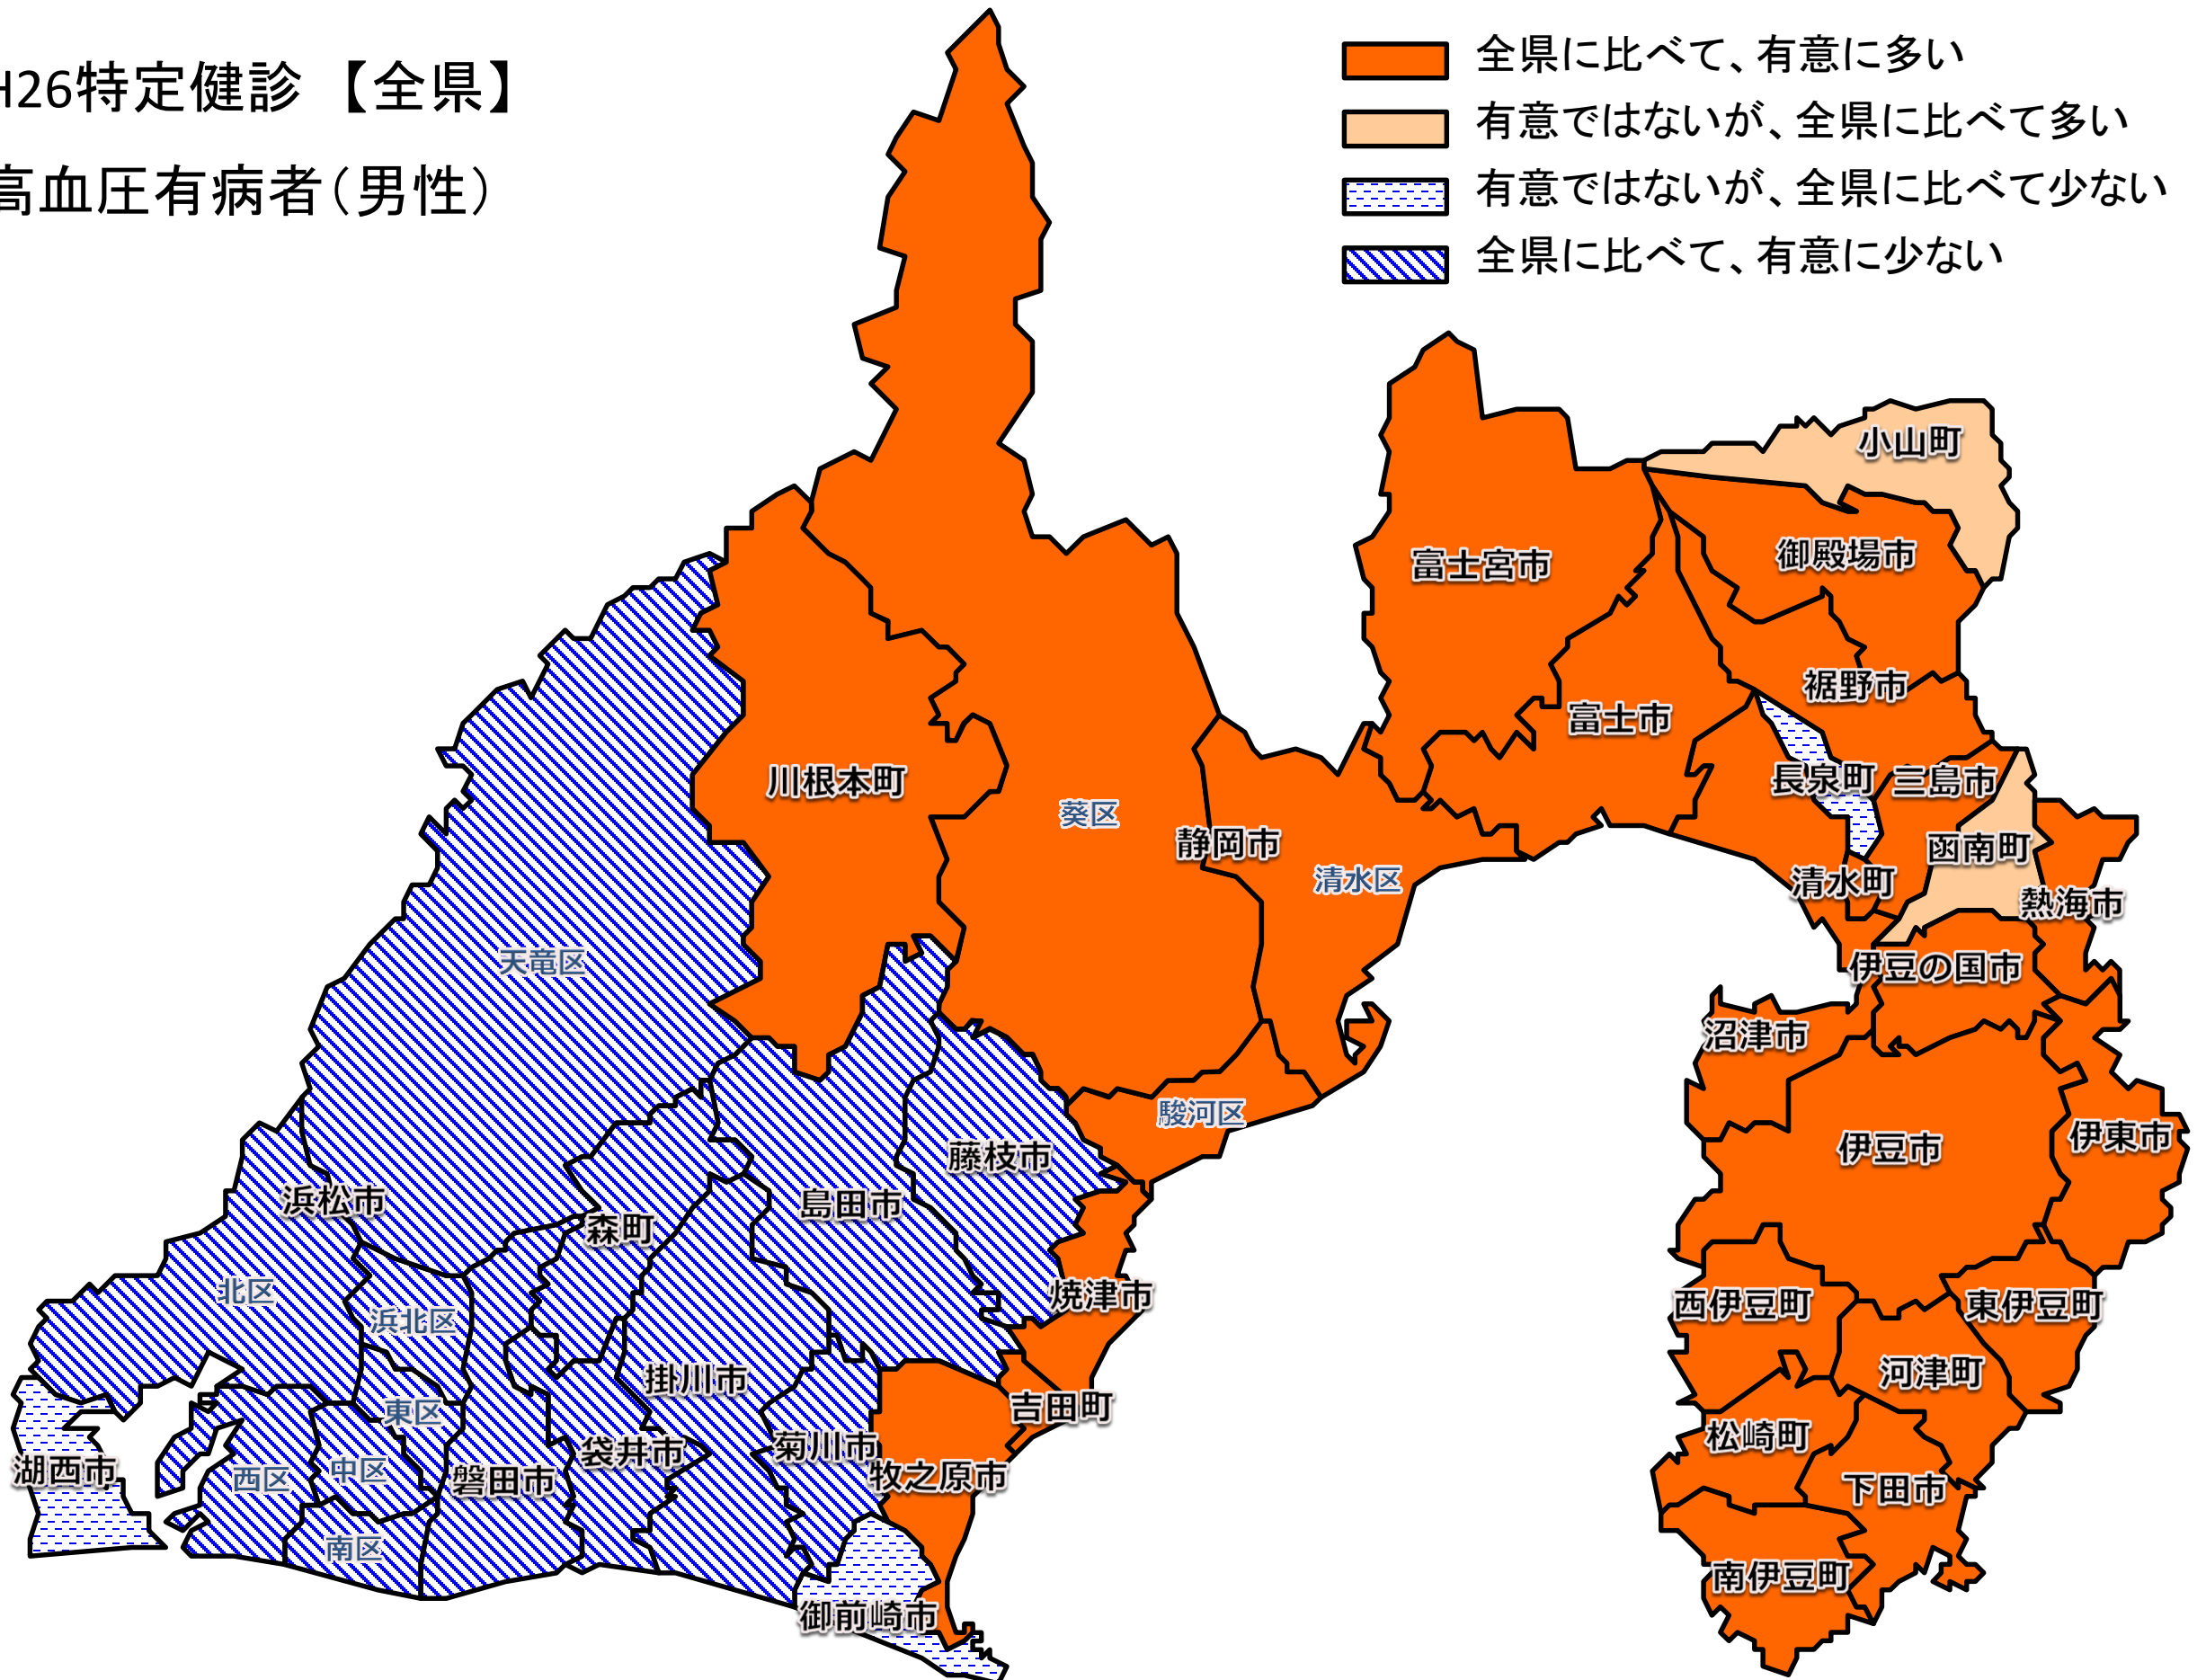 H26特定健診 【全県】
高血圧有病者(男性)
全県に比べて、有意に多い
有意ではないが、全県に比べて多い
有意ではないが、全県に比べて少ない
全県に比べて、有意に少ない
小山町
御殿場市
富士宮市
裾野市
富士市
長泉町
三島市
川根本町
葵区
静岡市
函南町
清水区
清水町
熱海市
天竜区
伊豆の国市
沼津市
駿河区
伊東市
伊豆市
藤枝市
島田市
浜松市
森町
北区
焼津市
西伊豆町
東伊豆町
浜北区
河津町
掛川市
東区
吉田町
松崎町
袋井市
菊川市
湖西市
西区
中区
磐田市
牧之原市
下田市
南区
南伊豆町
御前崎市